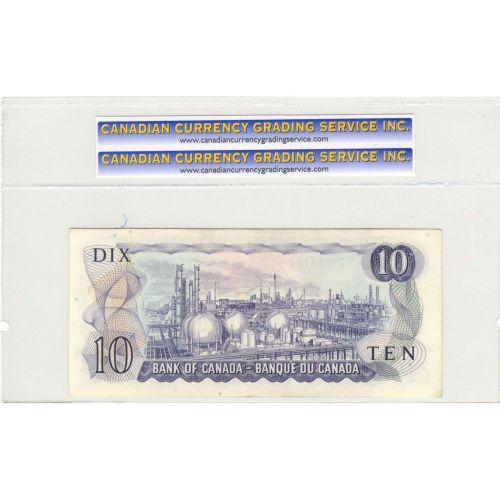 CANADIAN CURRENCY GRADING SERVICE INC.
www.canadiancurrencygradingservice.com
CANADIAN CURRENCY GRADING SERVICE INC.
www.canadiancurrencygradingservice.com
DIX 10
10 TEN
BANK OF CANADA - BANQUE DU CANADA